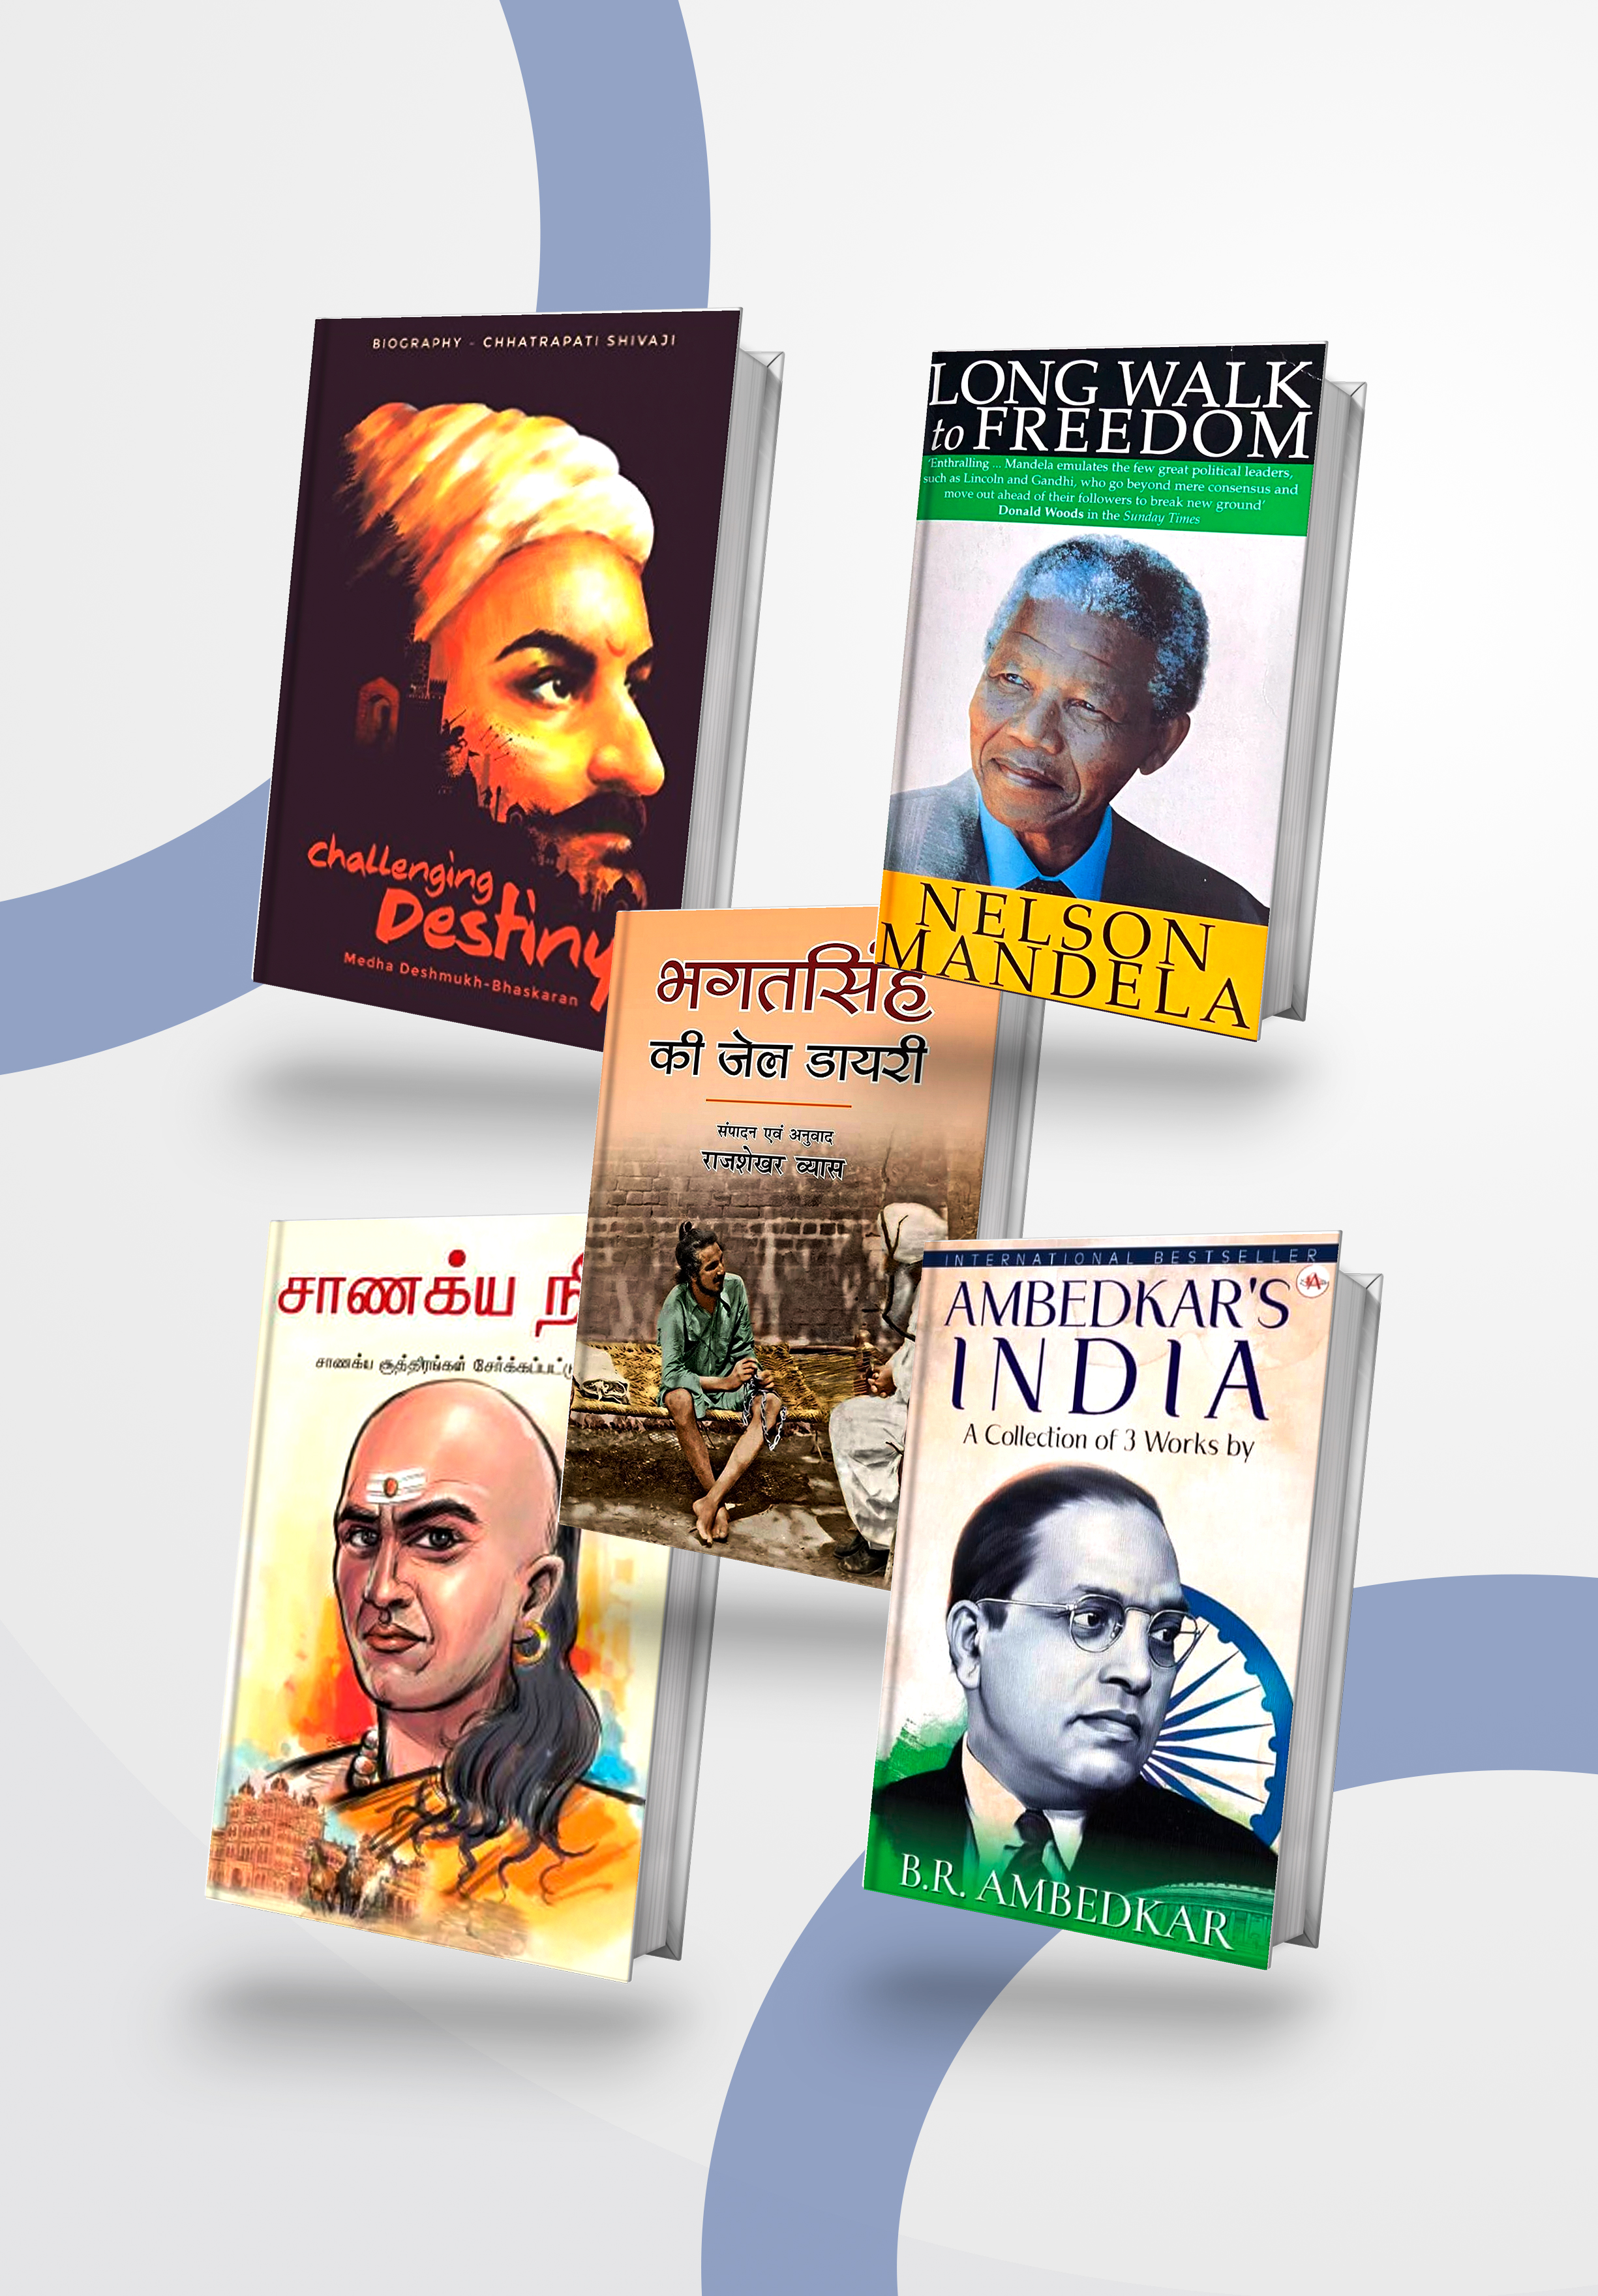 BIOGRAPHY - CHHATRAPATI SHIVAJI
Challenging
Destiny
Medha Deshmukh-Bhaskaran
LONG WALK
to FREEDOM
'Enthralling ... Mandela emulates the few great political leaders,
such as Lincoln and Gandhi, who go beyond mere consensus and
move out ahead of their followers to break new ground'
Donald Woods in the Sunday Times
NELSON
MANDELA
भगतसिंह
की जेल डायरी
संपादन एवं अनुवाद
राजशेखर व्यास
சாணக்ய
சாணக்ய சூத்திரங்கள்
INTERNATIONAL BESTSELLER
AMBEDKAR'S
INDIA
A Collection of 3 Works by
B.R. AMBEDKAR